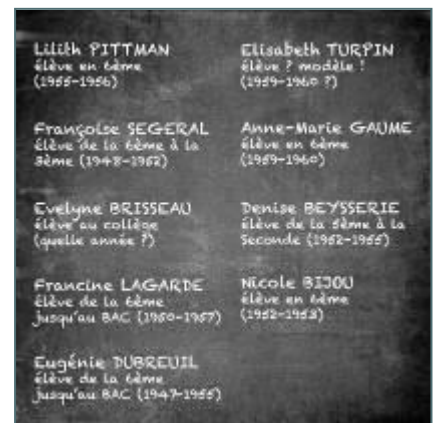 Lilith PITTMAN
élève en 6ème
(1955-1956)
Françoise SEGERAL
élève de la 6ème à la
3ème (1948-1952)
Evelyne BRISSEAU
élève au collège
(quelle année ?)
Francine LAGARDE
élève de la 6ème
jusqu'au BAC (1950-1957)
Eugénie DUBREUIL
élève de la 6ème
jusqu'au BAC (1947-1955)
Elisabeth TURPIN
élève ? modèle !
(1959-1960 ?)
Anne-Marie GAUME
élève en 6ème
(1959-1960)
Denise BEYSSERIE
élève de la 5ème à la
Seconde (1952-1955)
Nicole BIJOU
élève en 6ème
(1952-1953)